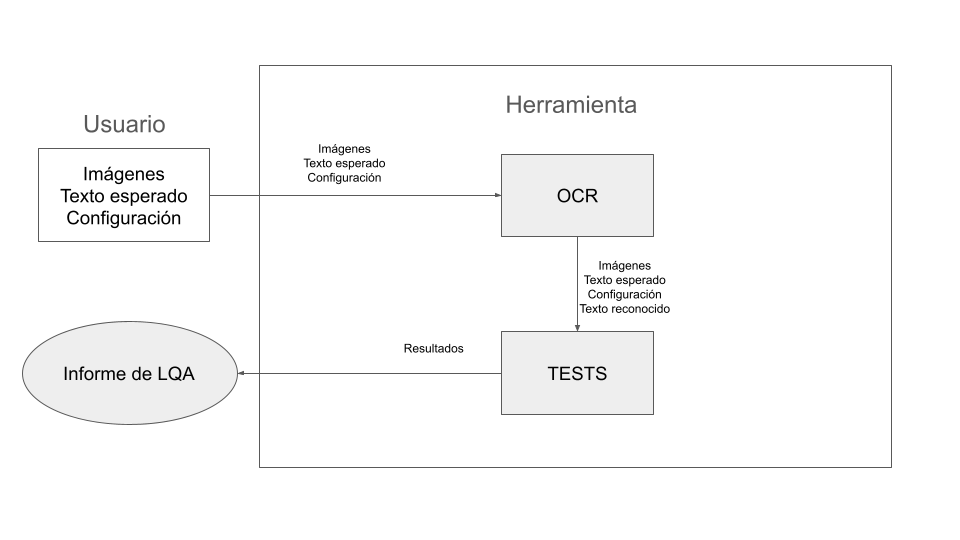 Herramienta
Usuario
Imágenes
Texto esperado
Configuración
Imágenes
Texto esperado
Configuración
OCR
Imágenes
Texto esperado
Configuración
Texto reconocido
Informe de LQA
Resultados
TESTS